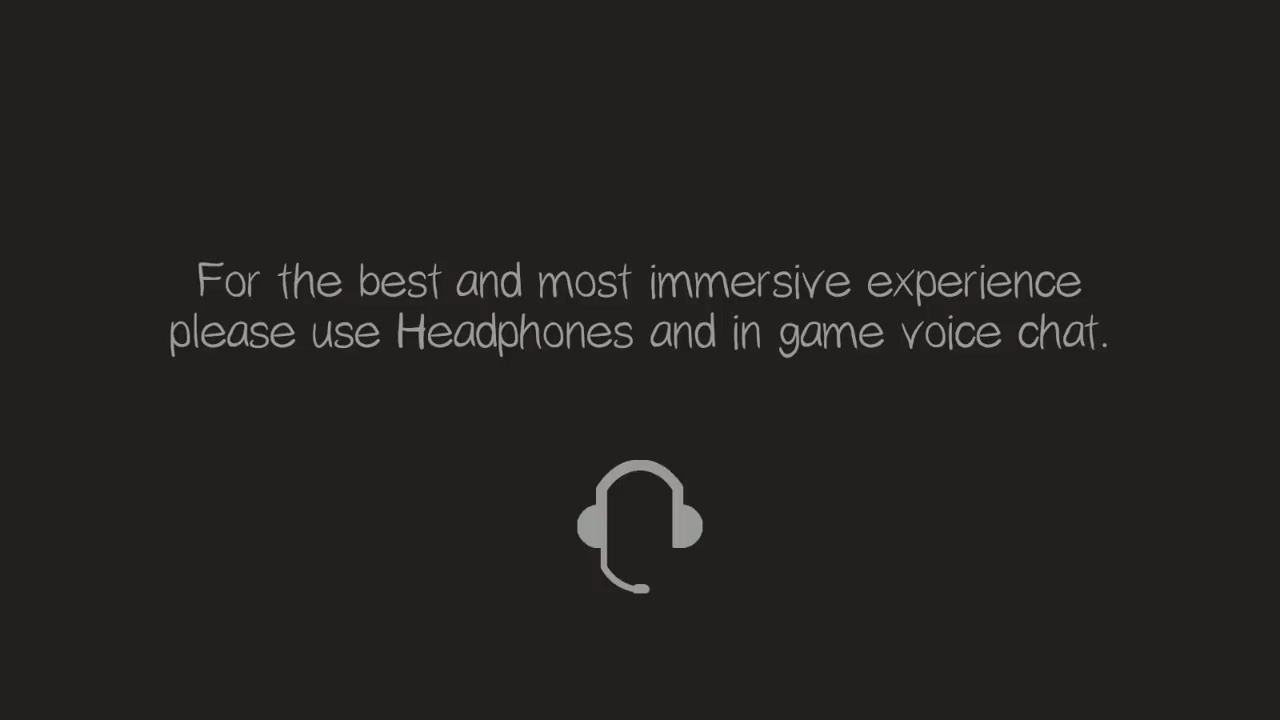 For the best and most immersive experience
please use Headphones and in game voice chat.